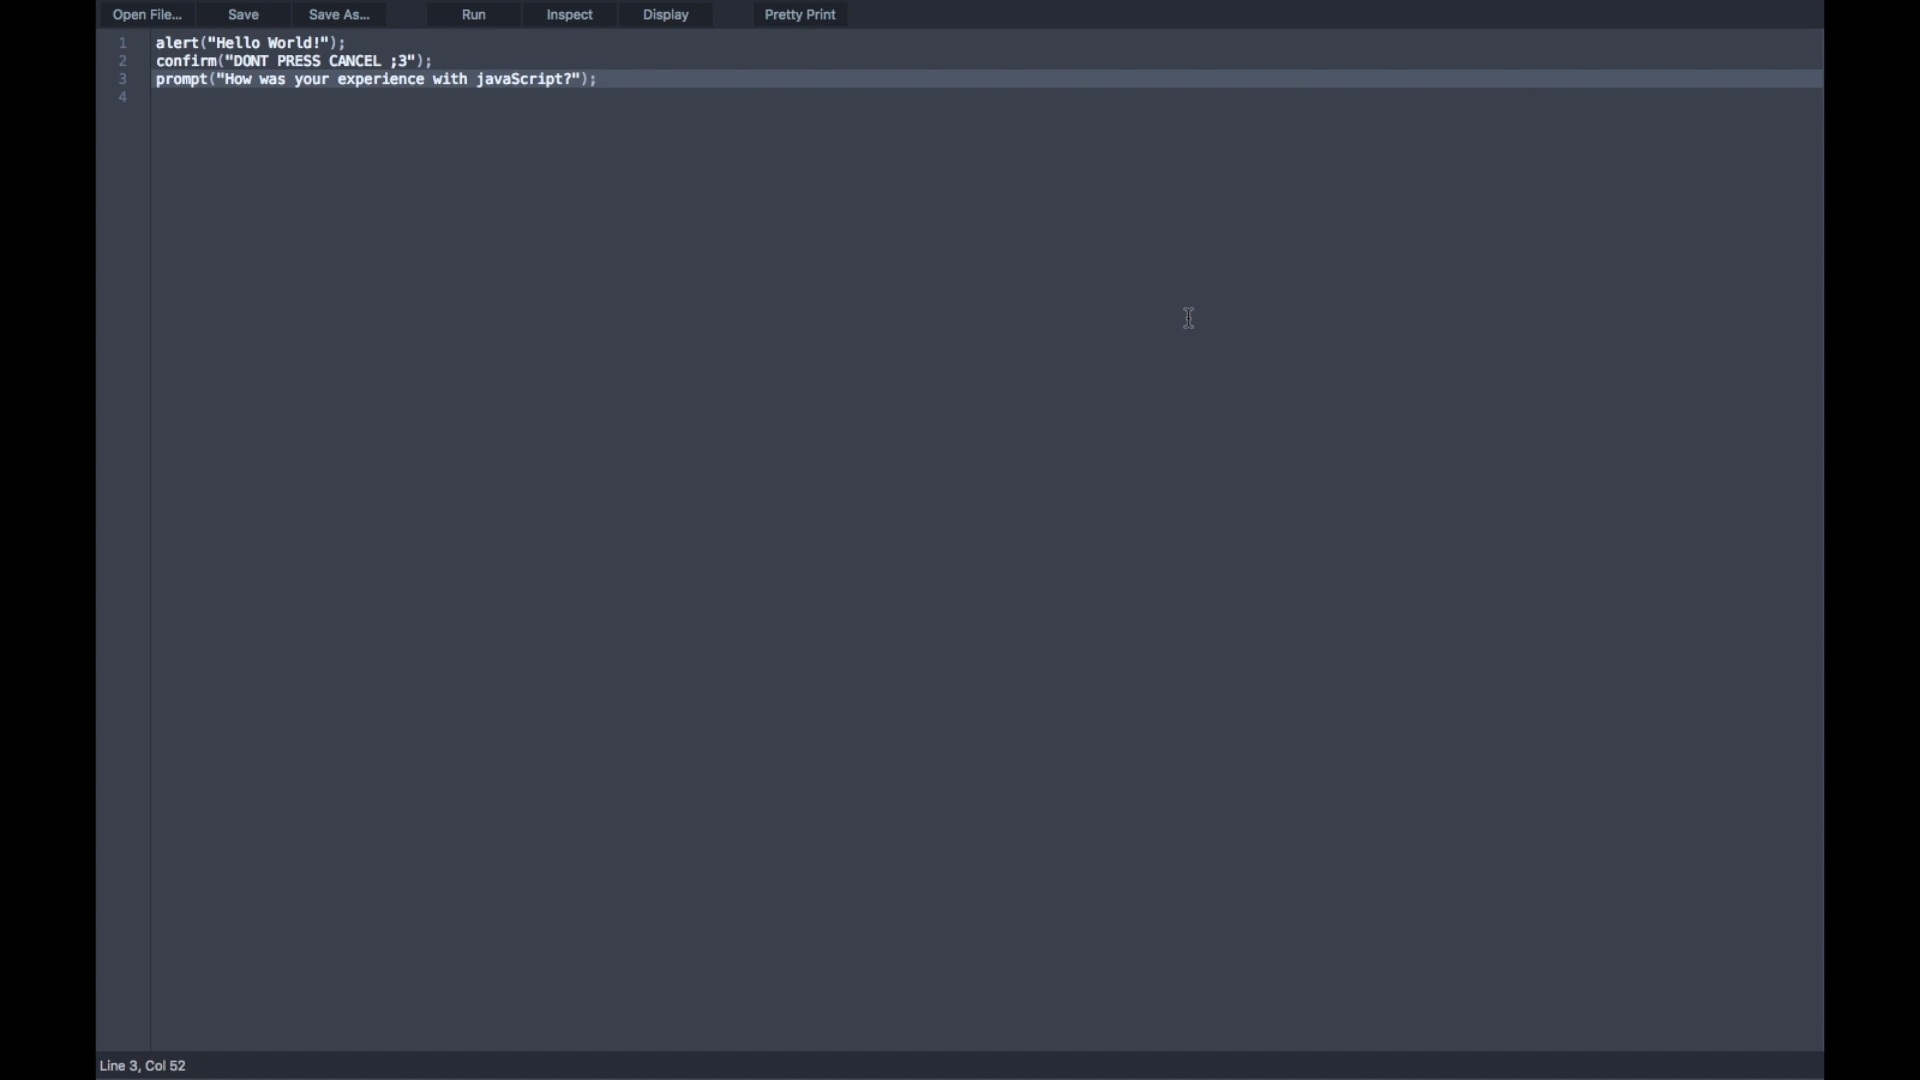 Open File... Save Save As... Run Inspect Display Pretty Print
1 alert("Hello World!");
2 confirm("DONT PRESS CANCEL ;3");
3 prompt("How was your experience with javaScript?");
4
Line 3, Col 52